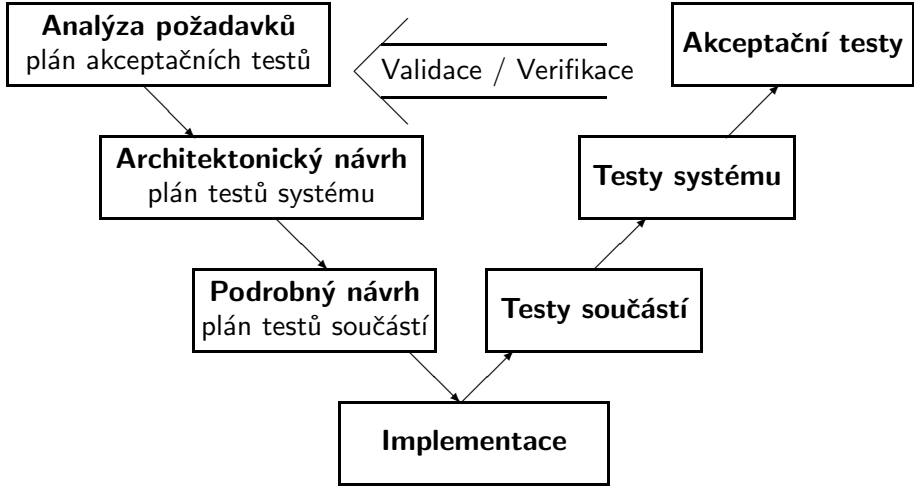 Analýza požadavků
plán akceptačních testů
Validace / Verifikace
Akceptační testy
Architektonický návrh
plán testů systému
Testy systému
Podrobný návrh
plán testů součástí
Testy součástí
Implementace